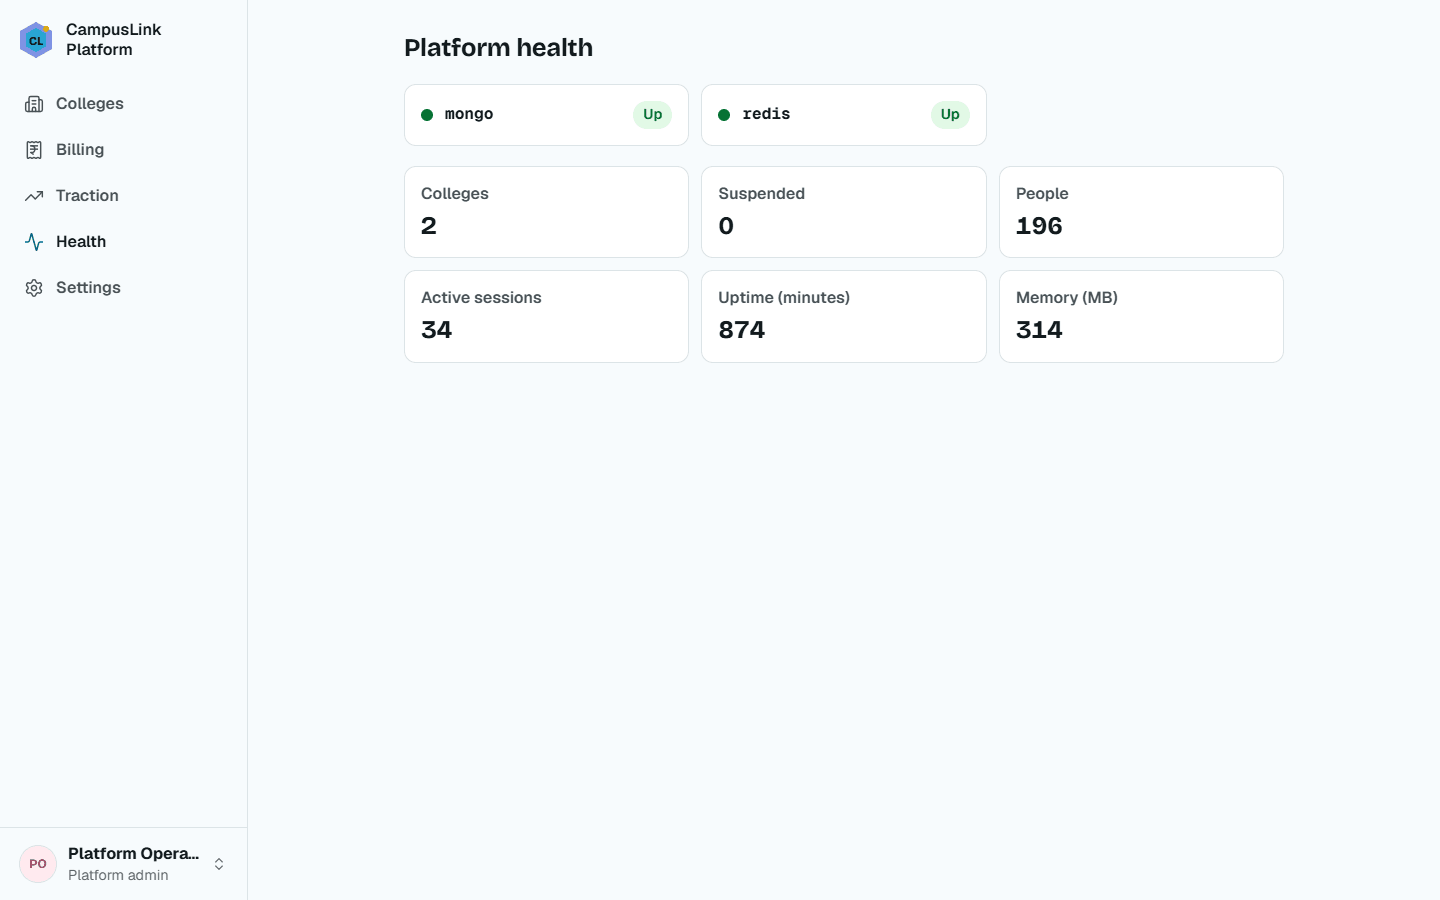 CL
CampusLink
Platform
Colleges
Billing
Traction
Health
Settings
Platform health
mongo Up
redis Up
Colleges
2
Suspended
0
People
196
Active sessions
34
Uptime (minutes)
874
Memory (MB)
314
PO
Platform Opera...
Platform admin